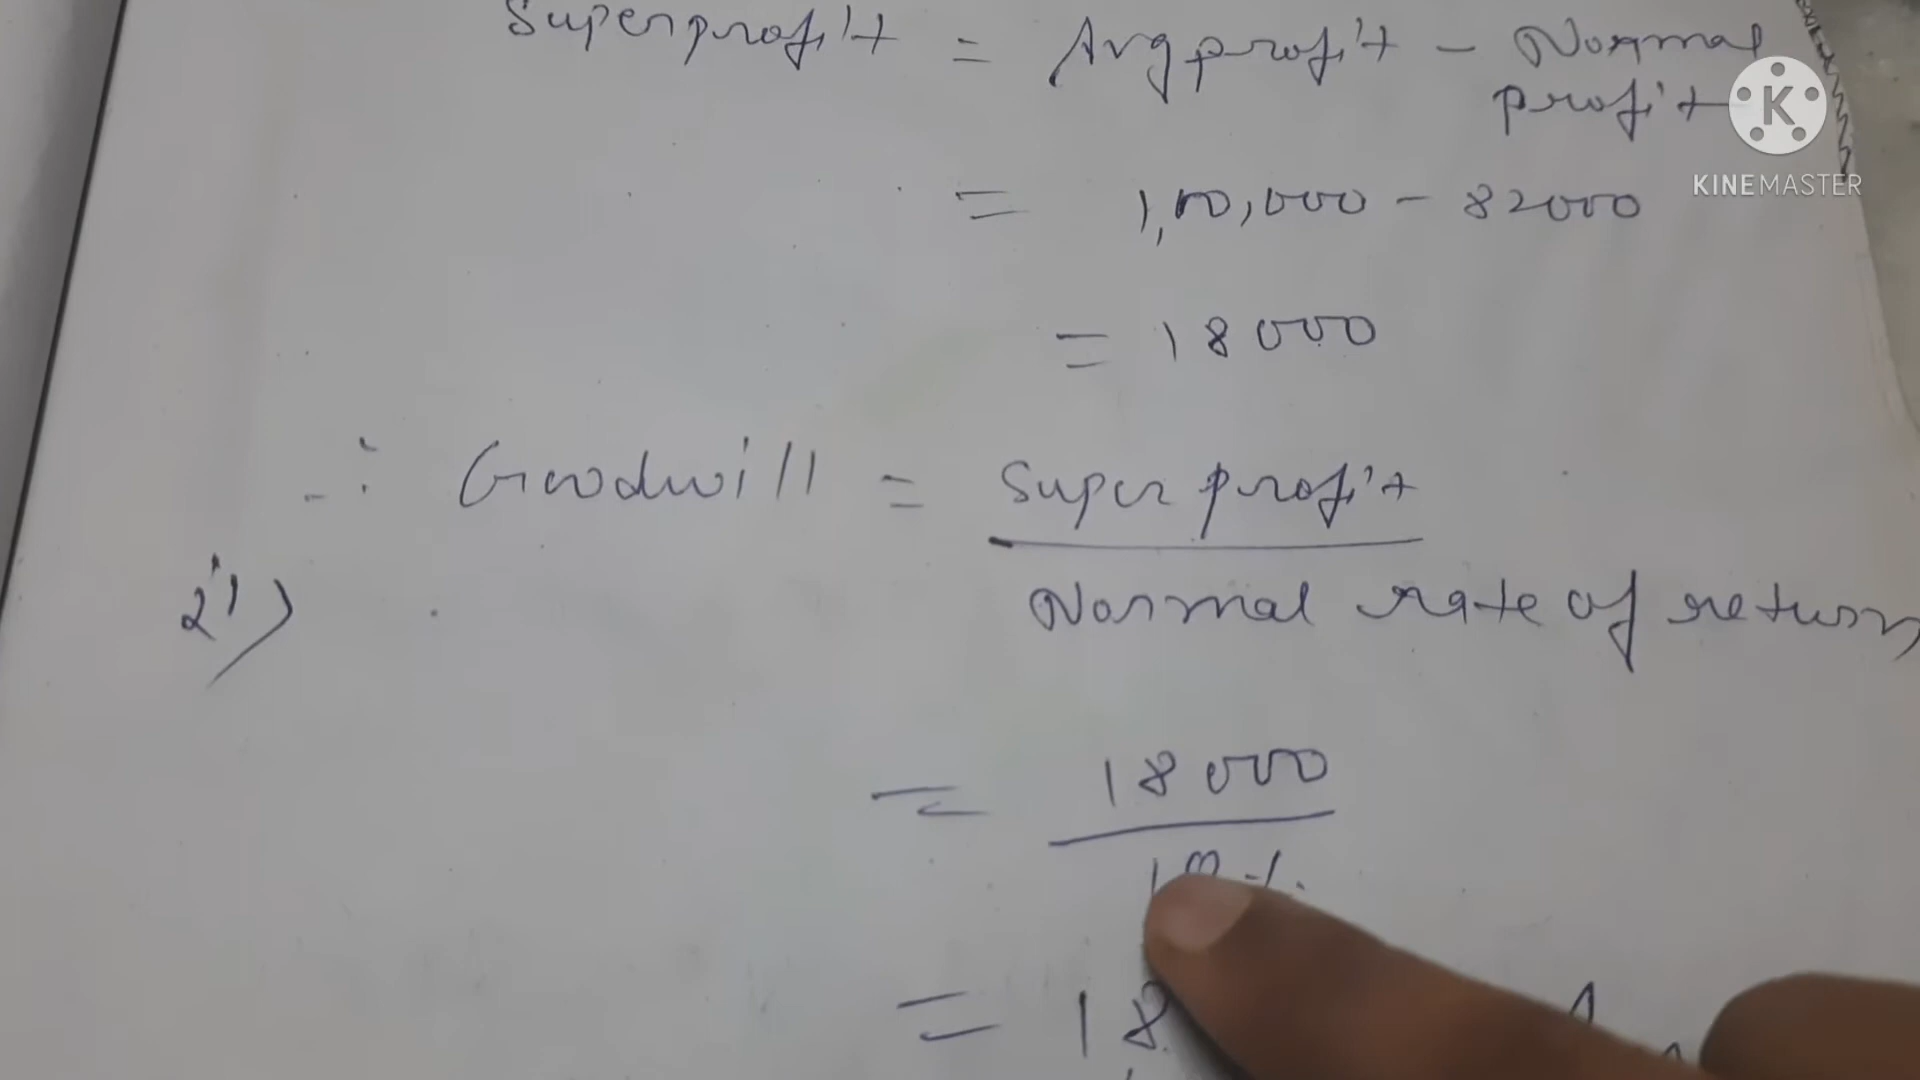 Superprofit = Avg profit - Normal profit
K
KINEMASTER
= 1,00,000 - 82000
= 18000
∴ Goodwill = Super profit
Normal rate of return
= 18000
10%
= 18